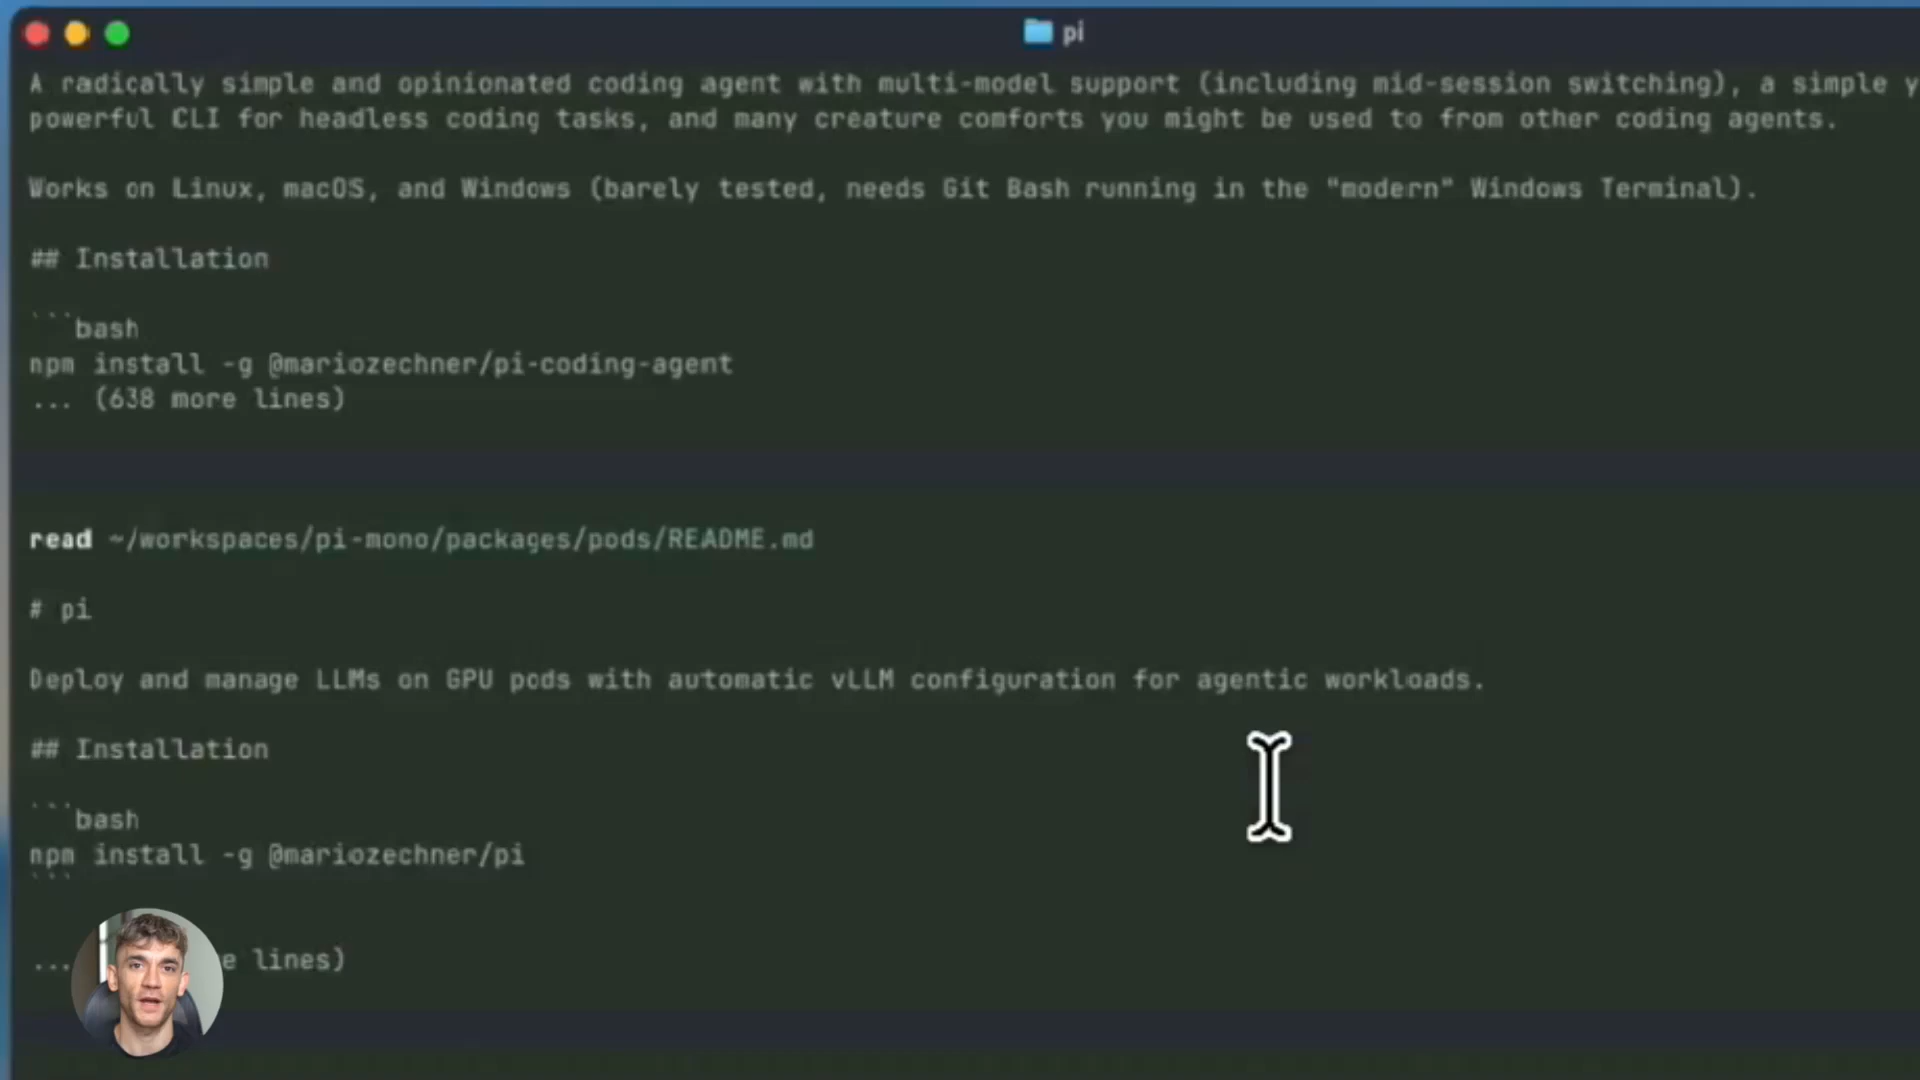 pi
A radically simple and opinionated coding agent with multi-model support (including mid-session switching), a simple y
powerful CLI for headless coding tasks, and many creature comforts you might be used to from other coding agents.
Works on Linux, macOS, and Windows (barely tested, needs Git Bash running in the "modern" Windows Terminal).
## Installation
```bash
npm install -g @mariozechner/pi-coding-agent
... (638 more lines)
read ~/workspaces/pi-mono/packages/pods/README.md
# pi
Deploy and manage LLMs on GPU pods with automatic vLLM configuration for agentic workloads.
## Installation
```bash
npm install -g @mariozechner/pi
```
... lines)